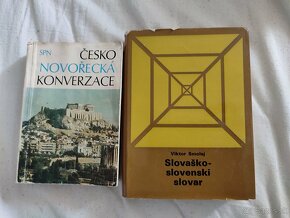 SPN
ČESKO
NOVOŘECKÁ
KONVERZACE
Viktor Smolej
Slovaško-
slovenski
slovar